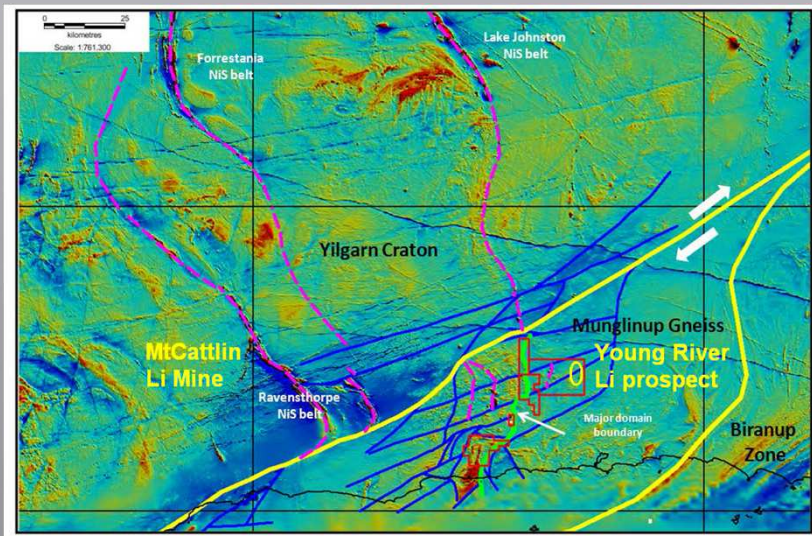 0 25
kilometres
Scale: 1:761.300
Forrestania
NiS belt
Lake Johnston
NiS belt
Yilgarn Craton
Munglinup Gneiss
MtCattlin
Li Mine
Young River
Li prospect
Ravensthorpe
NiS belt
Major domain
boundary
Biranup
Zone